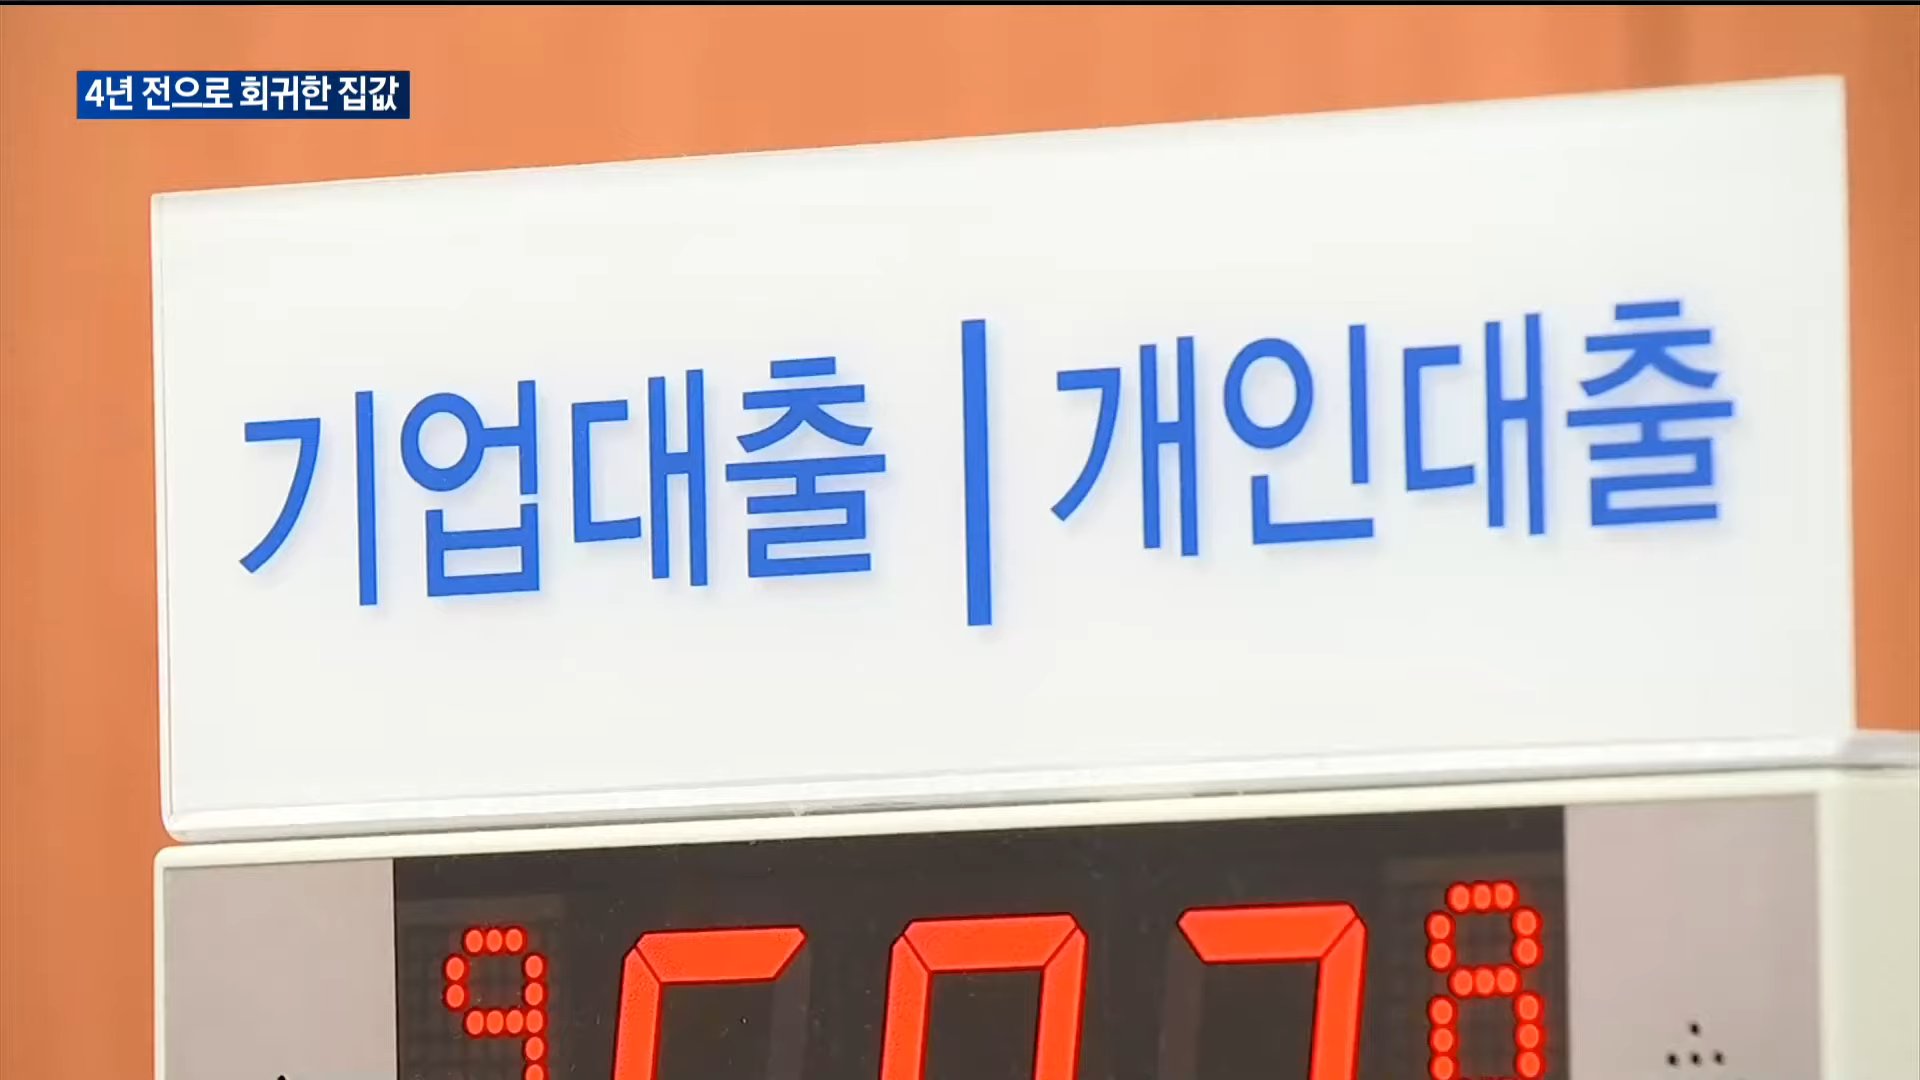 4년 전으로 회귀한 집값
기업대출 | 개인대출